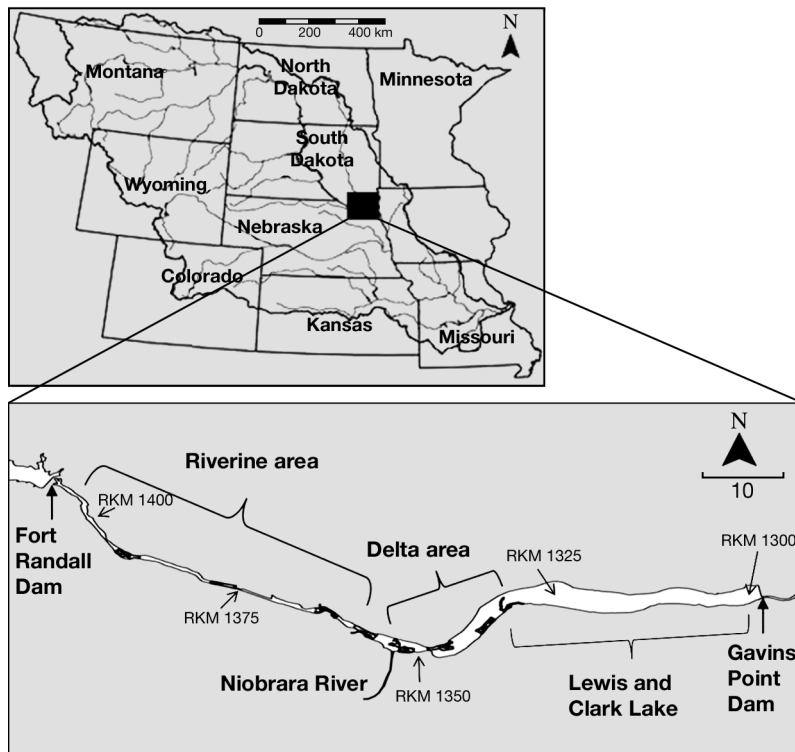 0 200 400 km
N
Montana
North
Dakota
Minnesota
South
Dakota
Wyoming
Nebraska
Colorado
Kansas
Missouri
N
10
Riverine area
RKM 1400
Fort
Randall
Dam
Delta area
RKM 1325
RKM 1300
RKM 1375
Niobrara River
RKM 1350
Lewis and
Clark Lake
Gavins
Point
Dam